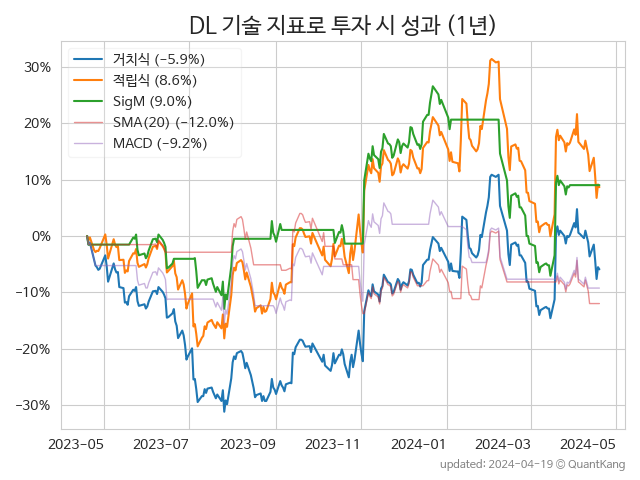 DL 기술 지표로 투자 시 성과 (1년)
거치식 (−5.9%)
적립식 (8.6%)
SigM (9.0%)
SMA(20) (−12.0%)
MACD (−9.2%)
30%
20%
10%
0%
−10%
−20%
−30%
2023-05 2023-07 2023-09 2023-11 2024-01 2024-03 2024-05
updated: 2024-04-19 © QuantKang